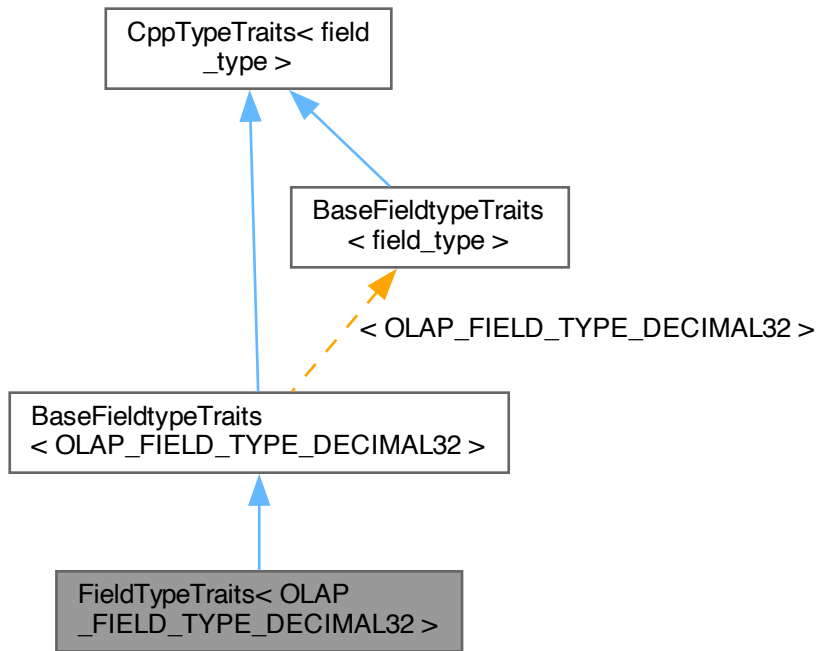 CppTypeTraits< field
_type >
BaseFieldtypeTraits
< field_type >
< OLAP_FIELD_TYPE_DECIMAL32 >
BaseFieldtypeTraits
< OLAP_FIELD_TYPE_DECIMAL32 >
FieldTypeTraits< OLAP
_FIELD_TYPE_DECIMAL32 >